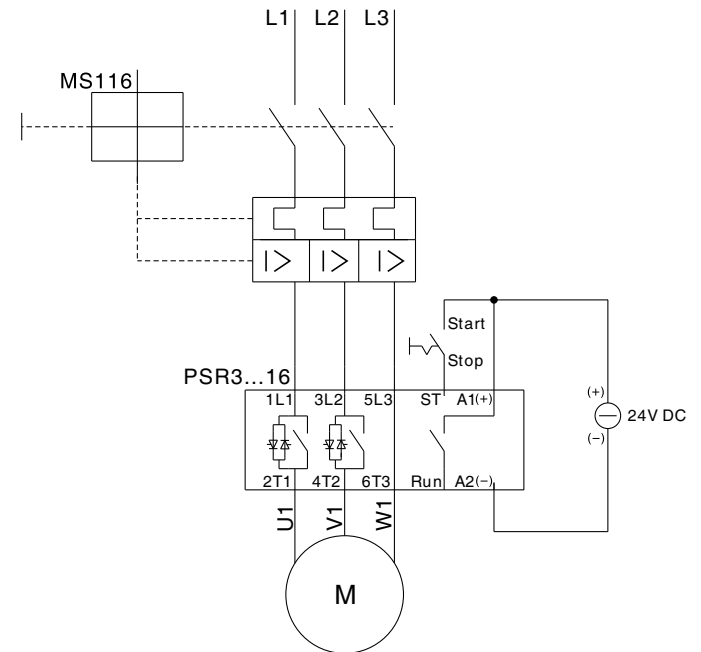 L1 L2 L3
MS116
I> I> I>
Start
Stop
PSR3...16
1L1 3L2 5L3 ST A1(+)
(+)
24V DC
(−)
2T1 4T2 6T3 Run A2(−)
U1 V1 W1
M